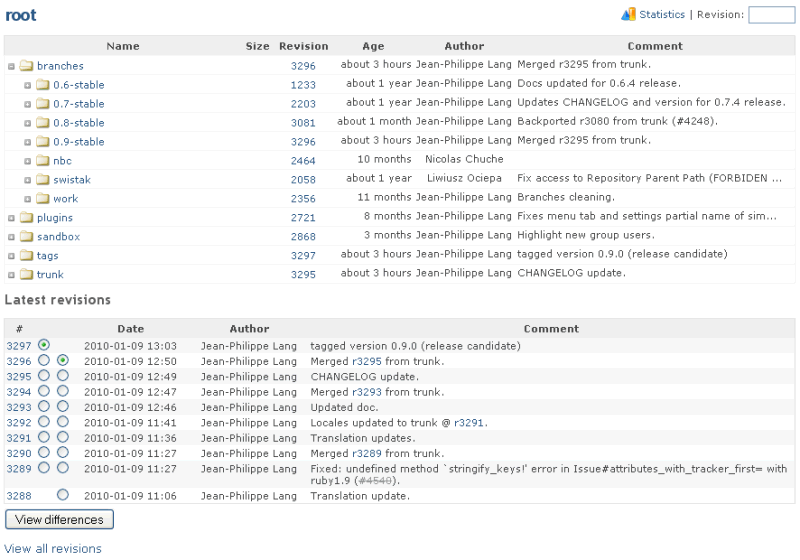 root Statistics | Revision:
Name Size Revision Age Author Comment
branches 3296 about 3 hours Jean-Philippe Lang Merged r3295 from trunk.
0.6-stable 1233 about 1 year Jean-Philippe Lang Docs updated for 0.6.4 release.
0.7-stable 2203 about 1 year Jean-Philippe Lang Updates CHANGELOG and version for 0.7.4 release.
0.8-stable 3081 about 1 month Jean-Philippe Lang Backported r3080 from trunk (#4248).
0.9-stable 3296 about 3 hours Jean-Philippe Lang Merged r3295 from trunk.
nbc 2464 10 months Nicolas Chuche
swistak 2058 about 1 year Liwiusz Ociepa Fix access to Repository Parent Path (FORBIDDEN ...
work 2356 11 months Jean-Philippe Lang Branches cleaning.
plugins 2721 8 months Jean-Philippe Lang Fixes menu tab and settings partial name of sim...
sandbox 2868 3 months Jean-Philippe Lang Highlight new group users.
tags 3297 about 3 hours Jean-Philippe Lang tagged version 0.9.0 (release candidate)
trunk 3295 about 3 hours Jean-Philippe Lang CHANGELOG update.
Latest revisions
# Date Author Comment
3297 2010-01-09 13:03 Jean-Philippe Lang tagged version 0.9.0 (release candidate)
3296 2010-01-09 12:50 Jean-Philippe Lang Merged r3295 from trunk.
3295 2010-01-09 12:49 Jean-Philippe Lang CHANGELOG update.
3294 2010-01-09 12:47 Jean-Philippe Lang Merged r3293 from trunk.
3293 2010-01-09 12:46 Jean-Philippe Lang Updated doc.
3292 2010-01-09 11:41 Jean-Philippe Lang Locales updated to trunk @ r3291.
3291 2010-01-09 11:36 Jean-Philippe Lang Translation updates.
3290 2010-01-09 11:27 Jean-Philippe Lang Merged r3289 from trunk.
3289 2010-01-09 11:27 Jean-Philippe Lang Fixed: undefined method `stringify_keys!' error in Issue#attributes_with_tracker_first= with
ruby1.9 (#4540).
3288 2010-01-09 11:06 Jean-Philippe Lang Translation update.
View differences
View all revisions